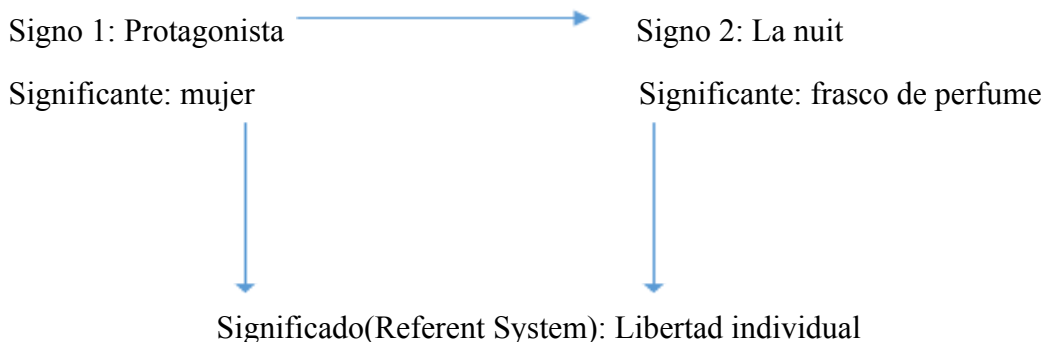 Signo 1: Protagonista
Signo 2: La nuit
Significante: mujer
Significante: frasco de perfume
Significado(Referent System): Libertad individual